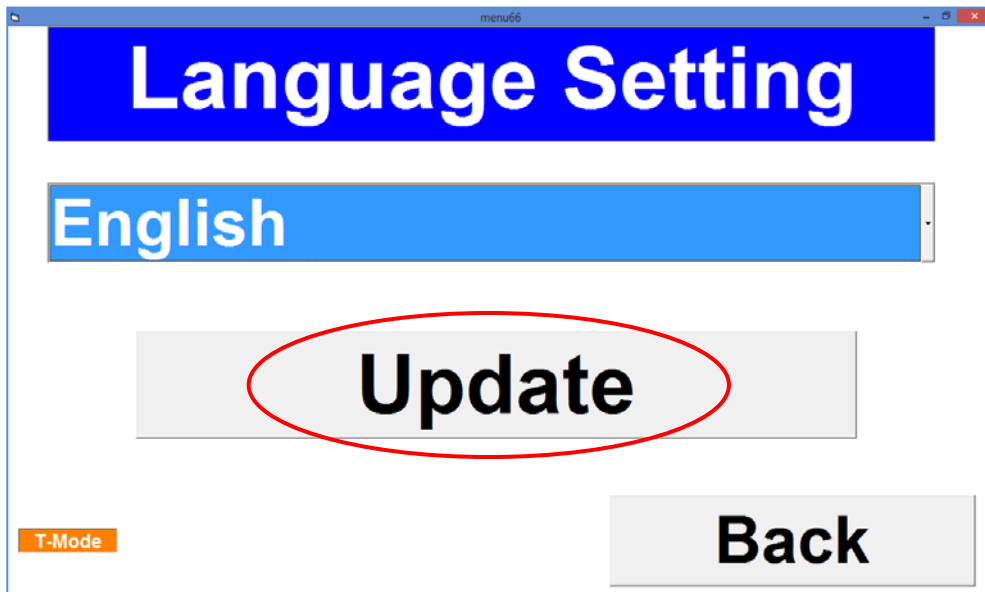 menu66
Language Setting
English
Update
T-Mode
Back